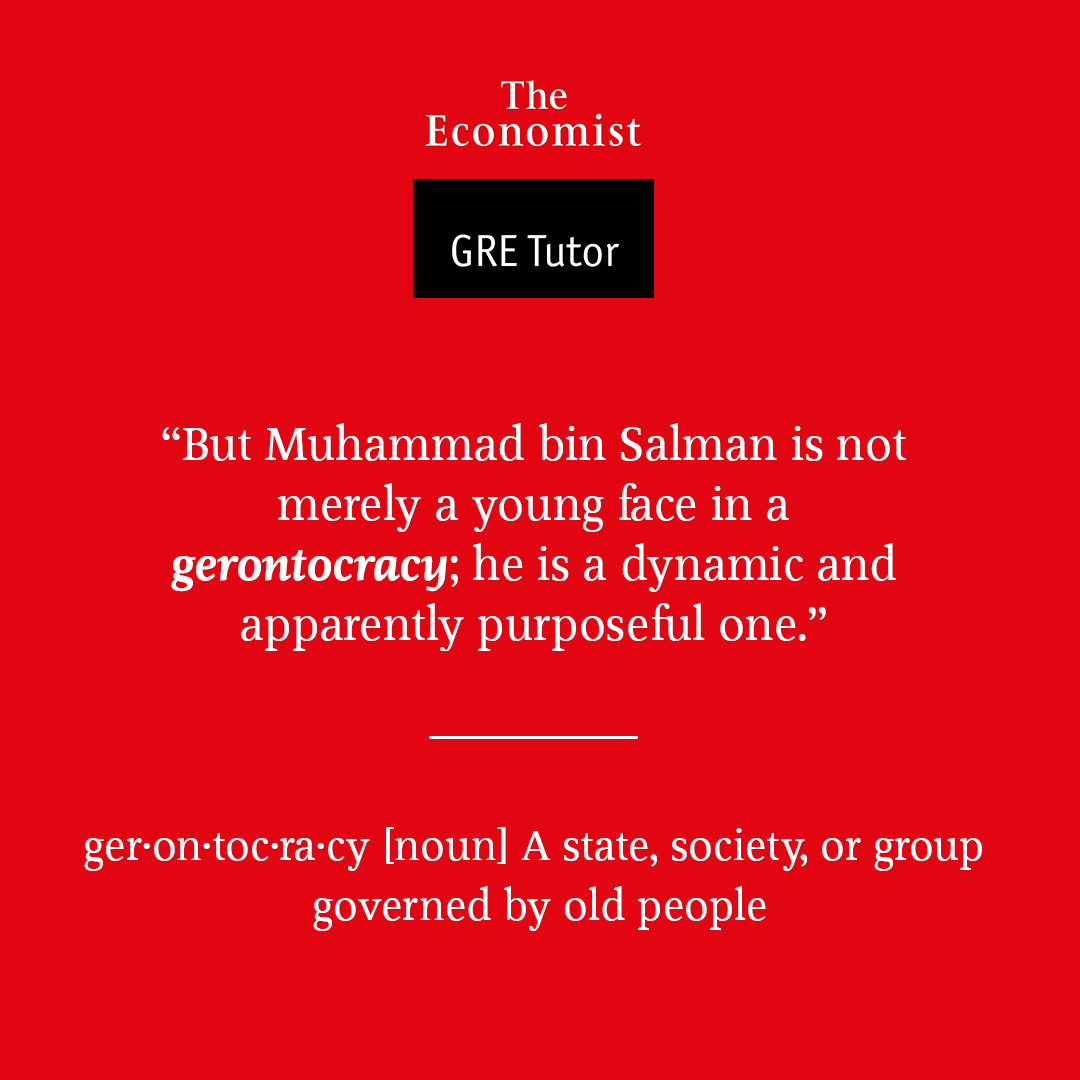 The
Economist
GRE Tutor
“But Muhammad bin Salman is not
merely a young face in a
gerontocracy; he is a dynamic and
apparently purposeful one.”
ger·on·toc·ra·cy [noun] A state, society, or group
governed by old people